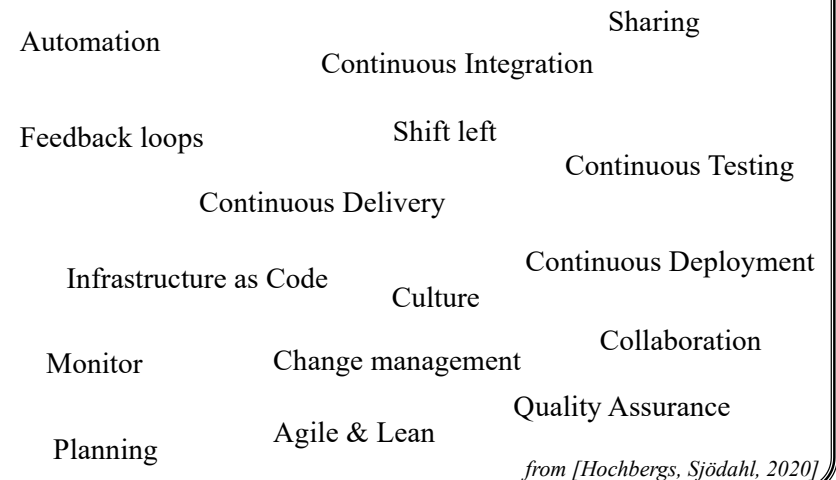 Sharing
Automation
Continuous Integration
Shift left
Feedback loops
Continuous Testing
Continuous Delivery
Continuous Deployment
Infrastructure as Code
Culture
Collaboration
Monitor
Change management
Quality Assurance
Agile & Lean
Planning
from [Hochbergs, Sjödahl, 2020]